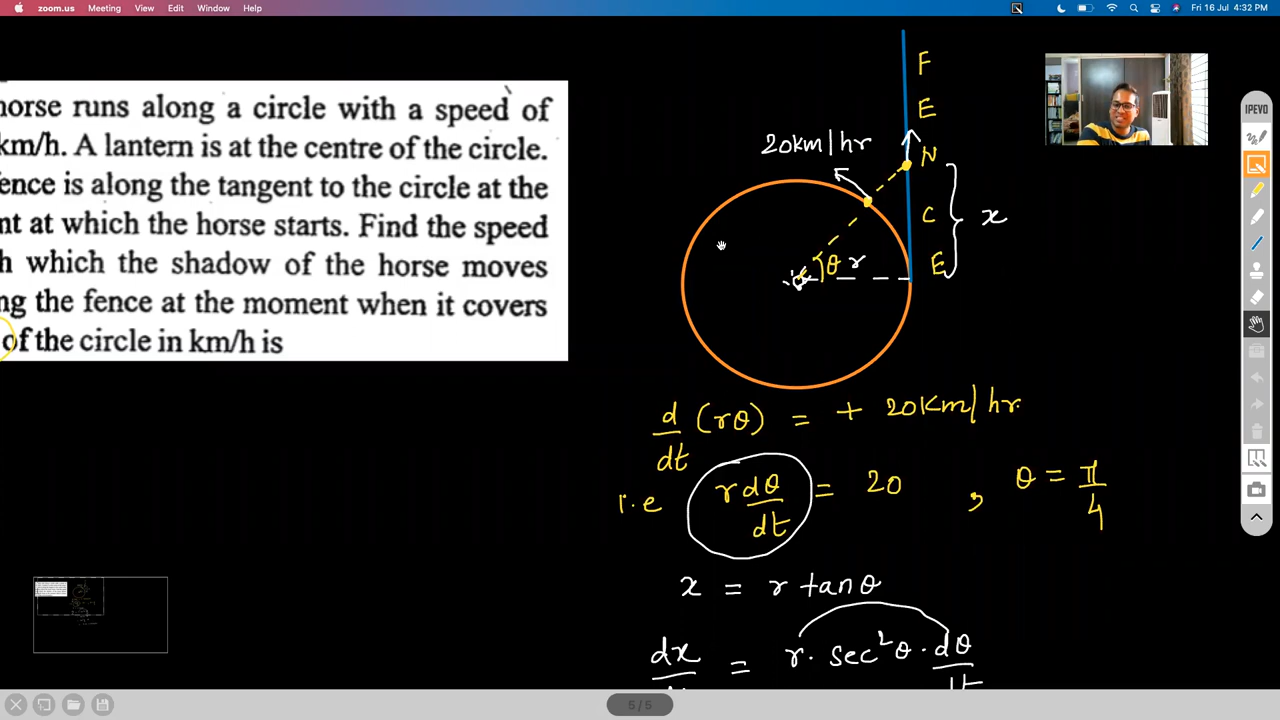 zoom.us Meeting View Edit Window Help Fri 16 Jul 4:32 PM
horse runs along a circle with a speed of
km/h. A lantern is at the centre of the circle.
fence is along the tangent to the circle at the
nt at which the horse starts. Find the speed
h which the shadow of the horse moves
ng the fence at the moment when it covers
of the circle in km/h is
F
E
N
C
E
20km/hr
x
θ
r
IPEVO
d/dt (rθ) = + 20Km/hr.
i.e r dθ/dt = 20 , θ = π/4
x = r tanθ
dx = r. sec²θ . dθ/dt
5 / 5